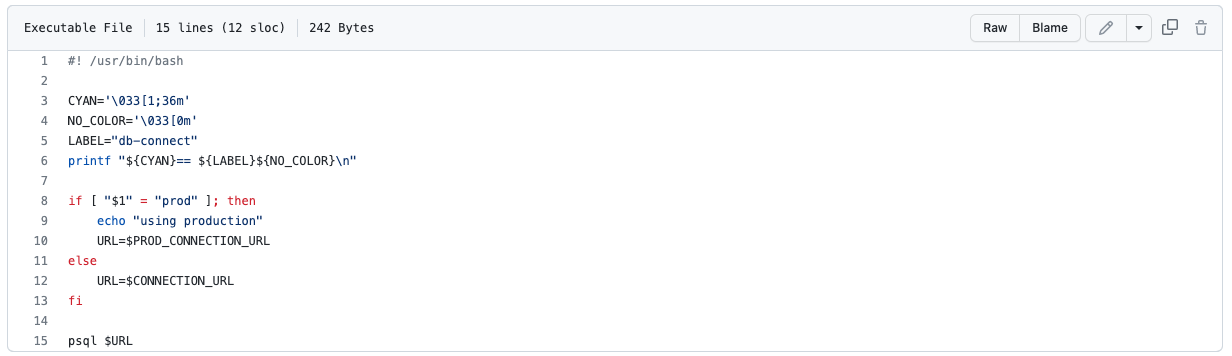 Executable File 15 lines (12 sloc) 242 Bytes Raw Blame
1 #! /usr/bin/bash
2
3 CYAN='\033[1;36m'
4 NO_COLOR='\033[0m'
5 LABEL="db-connect"
6 printf "${CYAN}== ${LABEL}${NO_COLOR}\n"
7
8 if [ "$1" = "prod" ]; then
9     echo "using production"
10     URL=$PROD_CONNECTION_URL
11 else
12     URL=$CONNECTION_URL
13 fi
14
15 psql $URL